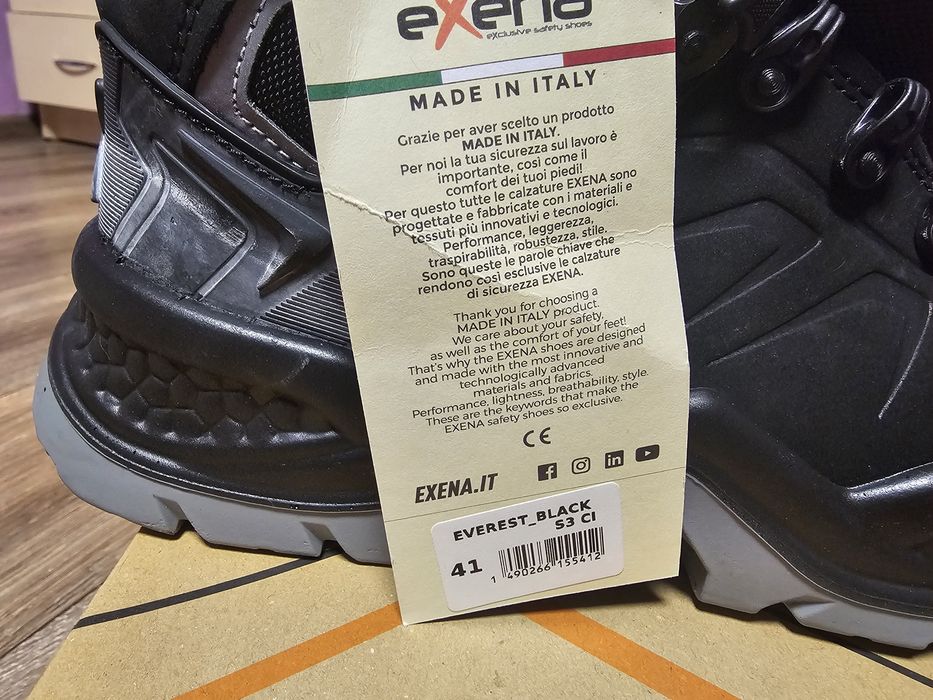 exena
exclusive safety shoes
MADE IN ITALY
Grazie per aver scelto un prodotto
MADE IN ITALY.
Per noi la tua sicurezza sul lavoro è
importante, così come il
comfort dei tuoi piedi!
Per questo tutte le calzature EXENA sono
Progettate e fabbricate con i materiali e
tessuti più innovativi e tecnologici.
Performance, leggerezza,
traspirabilità, robustezza, stile.
Sono queste le parole chiave che
rendono così esclusive le calzature
di sicurezza EXENA.
Thank you for choosing a
MADE IN ITALY product.
We care about your safety,
as well as the comfort of your feet!
That's why the EXENA shoes are designed
and made with the most innovative and
technologically advanced
materials and fabrics.
Performance, lightness, breathability, style.
These are the keywords that make the
EXENA safety shoes so exclusive.
CE
EXENA.IT
EVEREST_BLACK
S3 CI
41
1 490266 155412